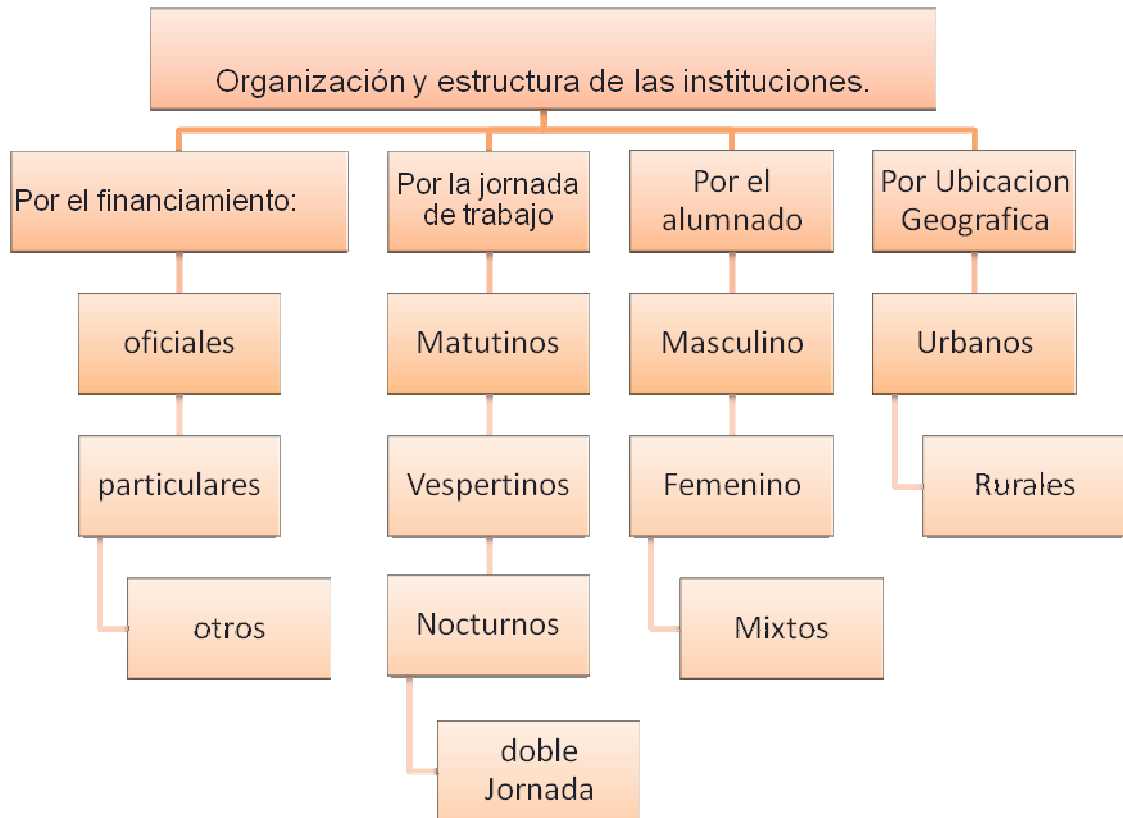 Organización y estructura de las instituciones.
Por el financiamiento:
Por la jornada
de trabajo
Por el
alumnado
Por Ubicacion
Geografica
oficiales
Matutinos
Masculino
Urbanos
particulares
Vespertinos
Femenino
Rurales
otros
Nocturnos
Mixtos
doble
Jornada